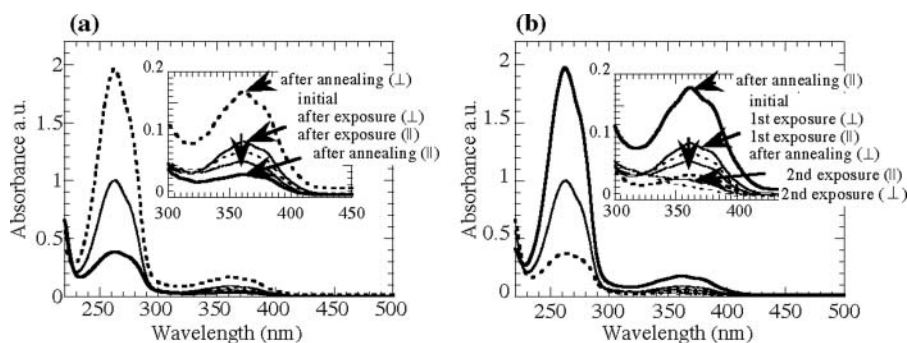 (a)
(b)
Absorbance a.u.
2
1.5
1
0.5
0
220
250
300
350
400
450
500
Wavelength (nm)
0.2
0.1
0
300
350
400
450
after annealing (⊥)
initial
after exposure (⊥)
after exposure (||)
after annealing (||)
Absorbance a.u.
2
1.5
1
0.5
0
250
300
350
400
450
500
Wavelength (nm)
0.2
0.1
0
300
350
400
after annealing (||)
initial
1st exposure (⊥)
1st exposure (||)
after annealing (⊥)
2nd exposure (||)
2nd exposure (⊥)